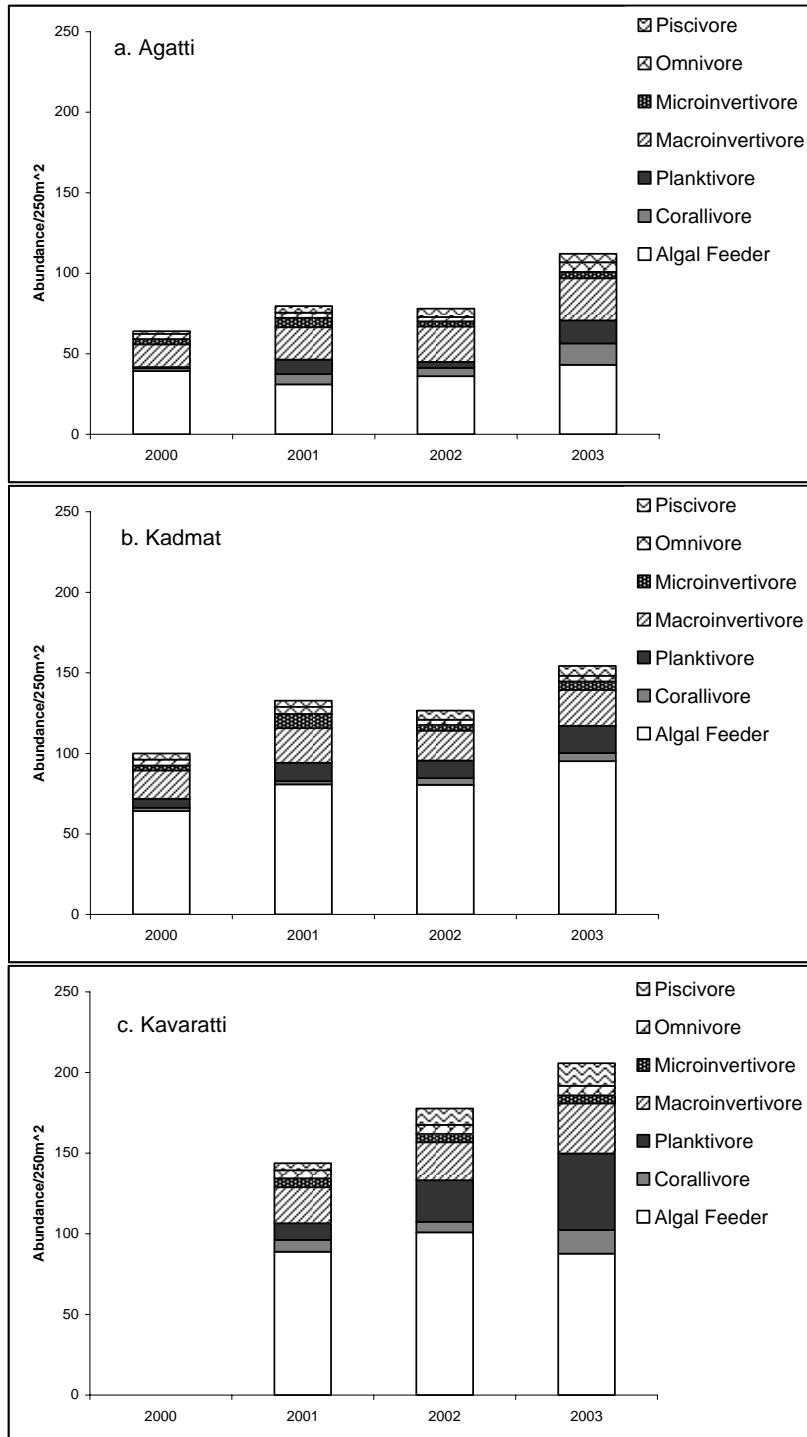 a. Agatti
Abundance/250m^2
250
200
150
100
50
0
2000 2001 2002 2003
Piscivore
Omnivore
Microinvertivore
Macroinvertivore
Planktivore
Corallivore
Algal Feeder
b. Kadmat
Abundance/250m^2
250
200
150
100
50
0
2000 2001 2002 2003
Piscivore
Omnivore
Microinvertivore
Macroinvertivore
Planktivore
Corallivore
Algal Feeder
c. Kavaratti
Abundance/250m^2
250
200
150
100
50
0
2000 2001 2002 2003
Piscivore
Omnivore
Microinvertivore
Macroinvertivore
Planktivore
Corallivore
Algal Feeder